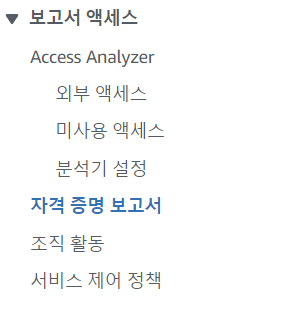 보고서 액세스
Access Analyzer
외부 액세스
미사용 액세스
분석기 설정
자격 증명 보고서
조직 활동
서비스 제어 정책